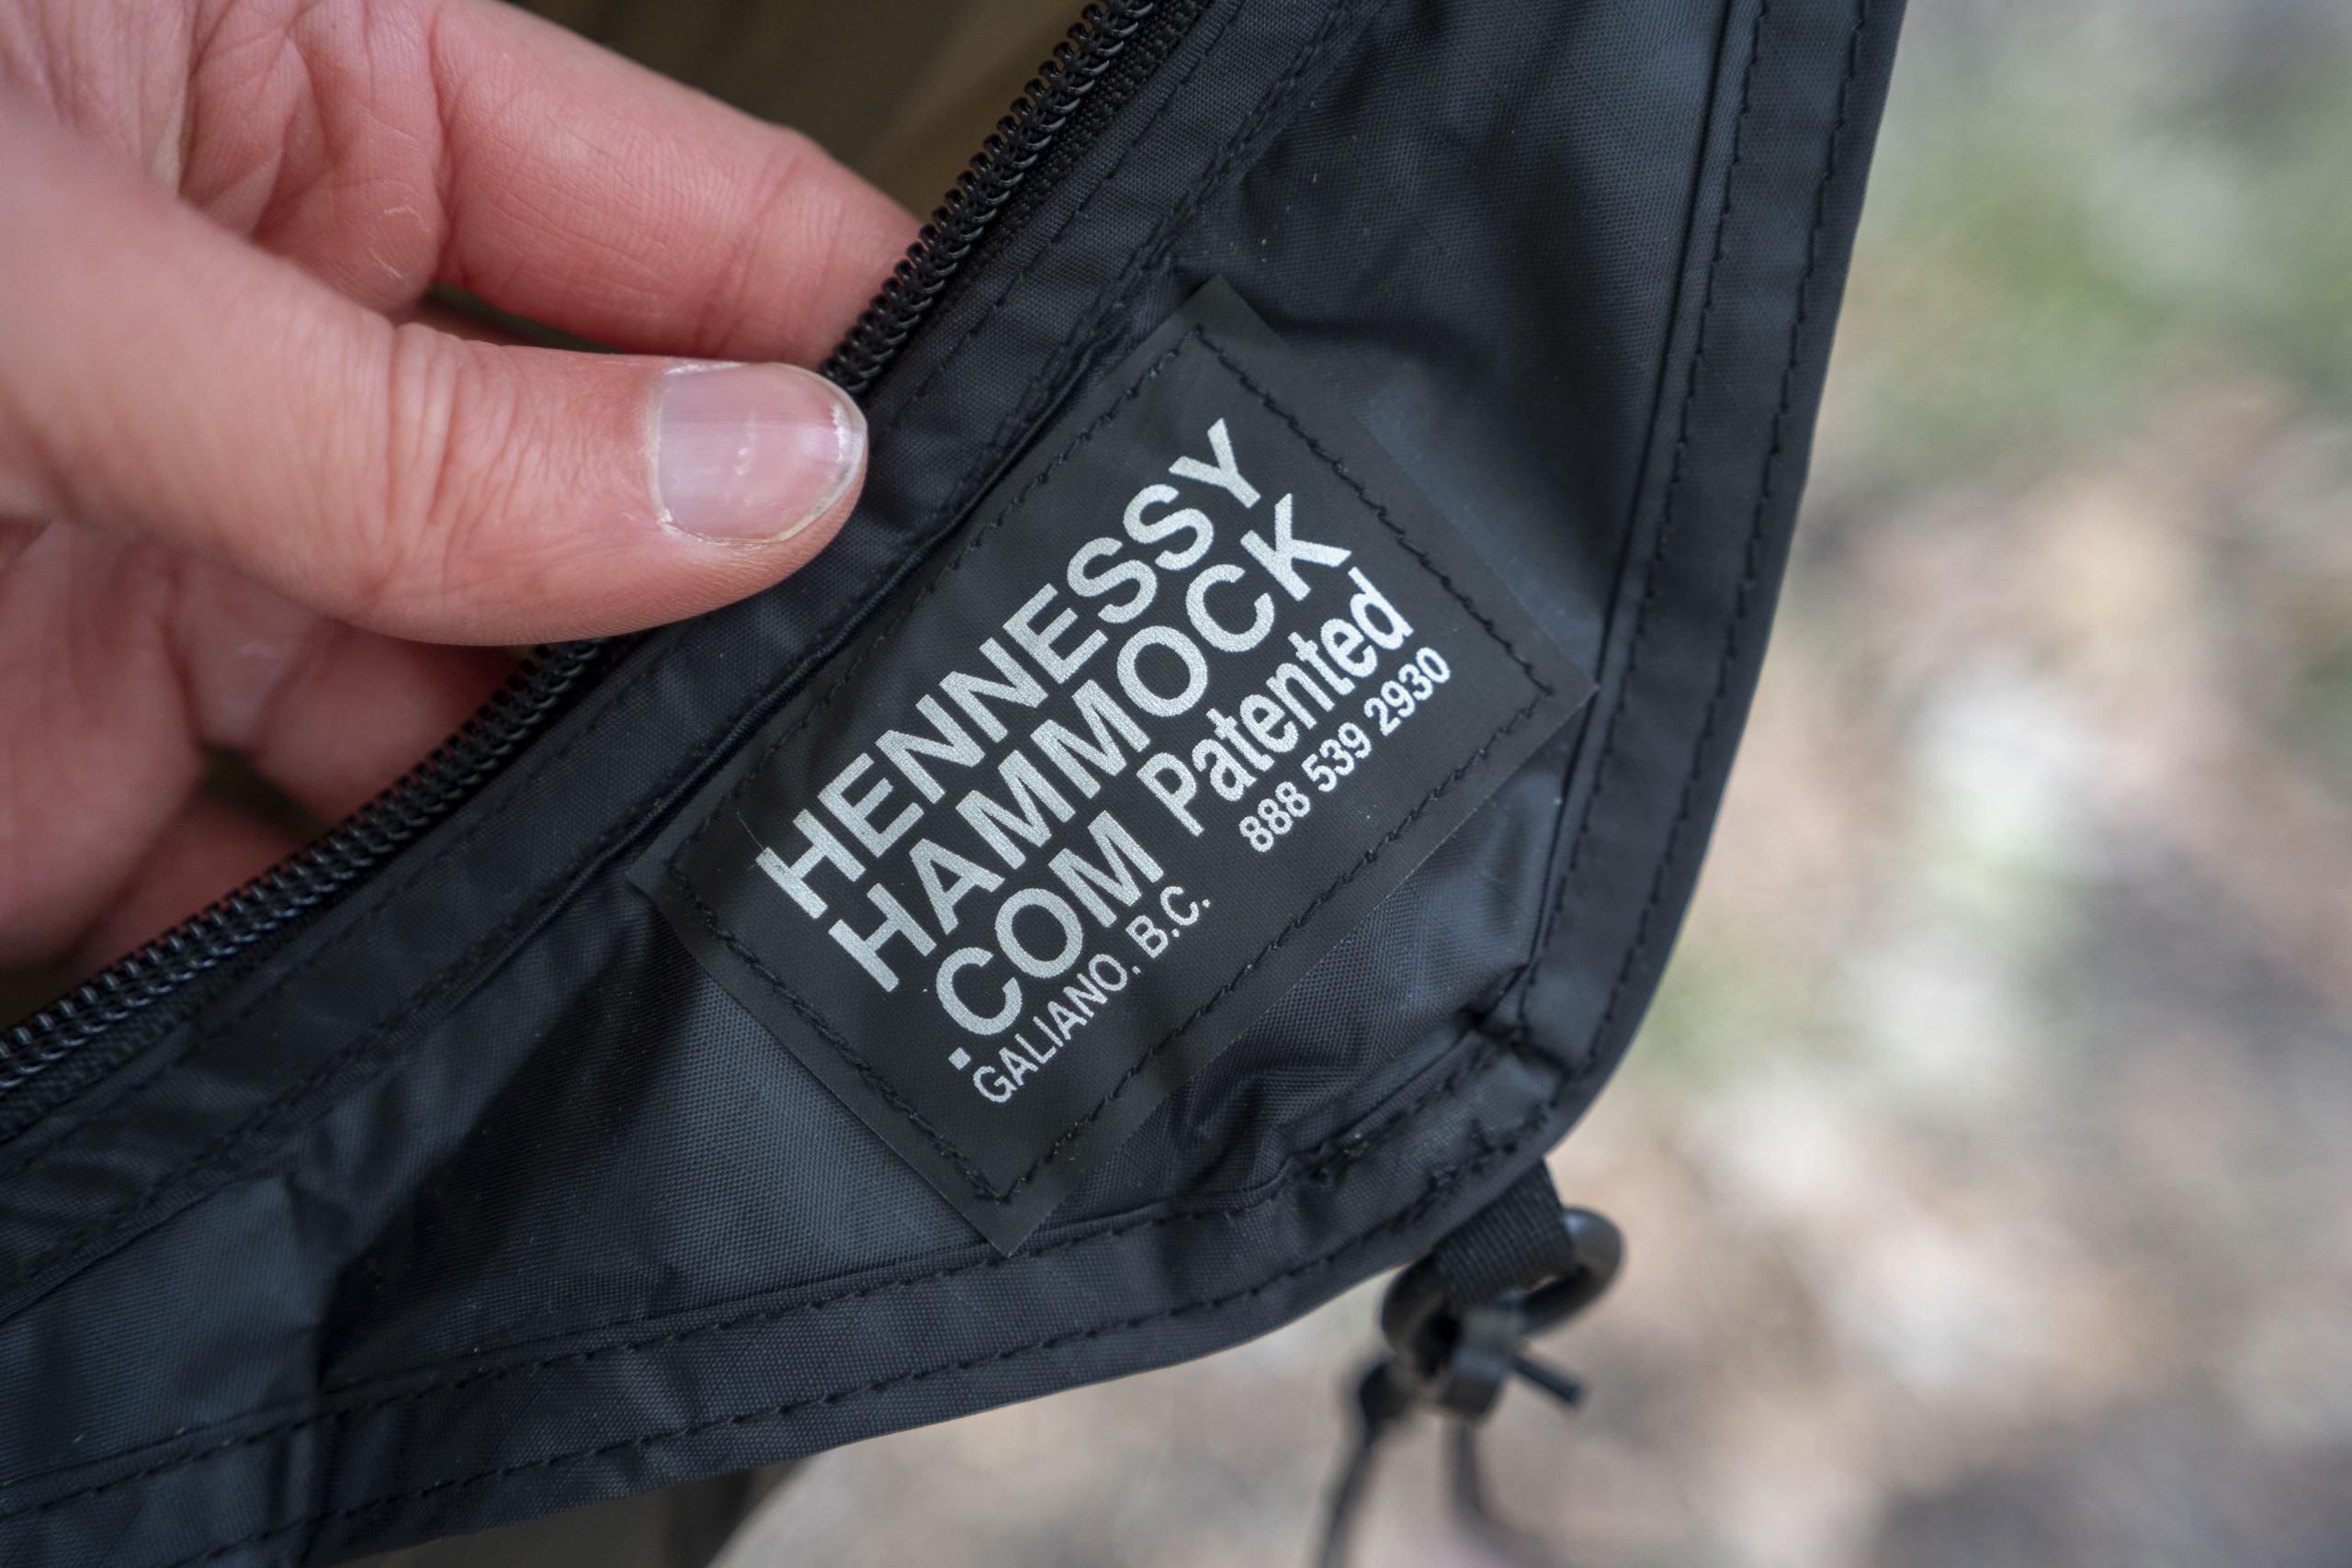 HENNESSY
HAMMOCK
.COM Patented
888 539 2930
GALIANO, B.C.